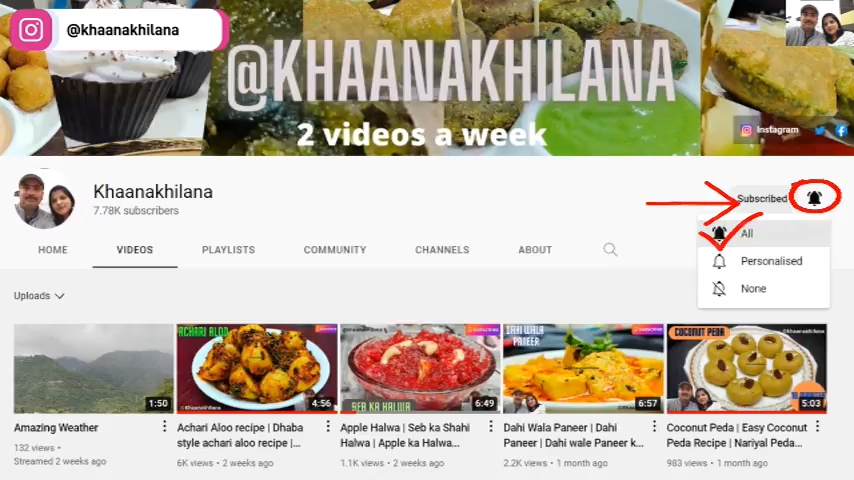 @khaanakhilana
@KHAANAKHILANA
2 videos a week
Instagram
Khaanakhilana
7.78K subscribers
Subscribed
All
Personalised
None
HOME
VIDEOS
PLAYLISTS
COMMUNITY
CHANNELS
ABOUT
Uploads
1:50
Amazing Weather
132 views •
Streamed 2 weeks ago
ACHARI ALOO
4:56
Achari Aloo recipe | Dhaba
style achari aloo recipe |...
6K views • 2 weeks ago
SEB KA HALWA
6:49
Apple Halwa | Seb ka Shahi
Halwa | Apple ka Halwa...
1.1K views • 2 weeks ago
DAHI WALA
PANEER
6:57
Dahi Wala Paneer | Dahi
Paneer | Dahi wale Paneer k...
2.2K views • 1 month ago
COCONUT PEDA
5:03
Coconut Peda | Easy Coconut
Peda Recipe | Nariyal Peda...
983 views • 1 month ago